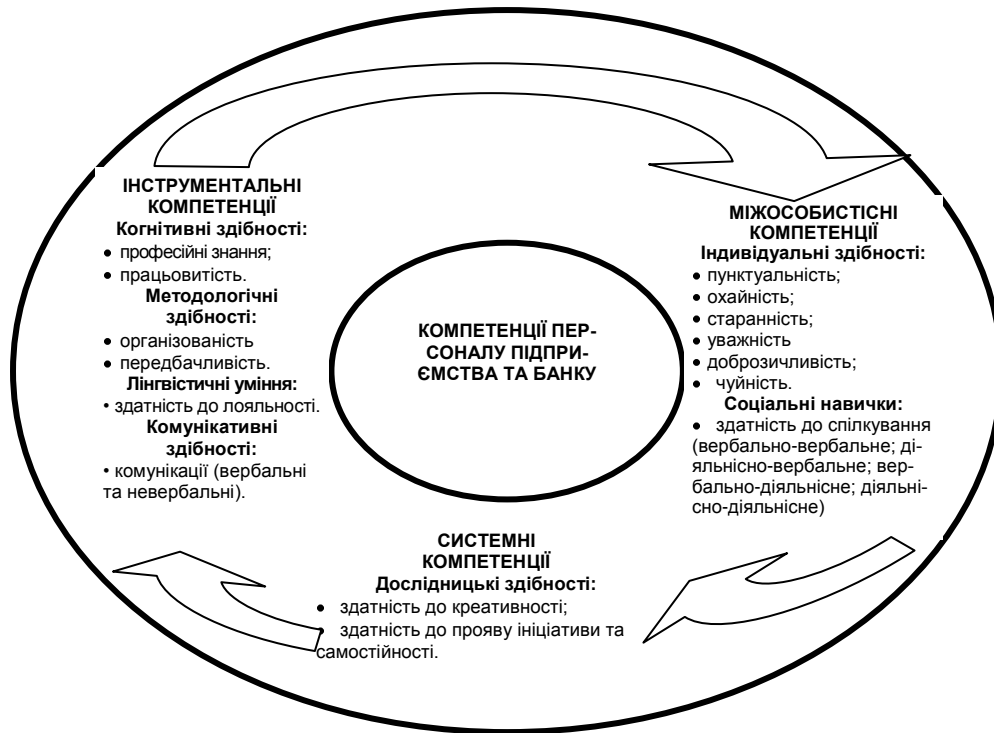 ІНСТРУМЕНТАЛЬНІ
КОМПЕТЕНЦІЇ
Когнітивні здібності:
• професійні знання;
• працьовитість.
Методологічні
здібності:
• організованість
• передбачливість.
Лінгвістичні уміння:
• здатність до лояльності.
Комунікативні
здібності:
• комунікації (вербальні
та невербальні).
КОМПЕТЕНЦІЇ ПЕР-
СОНАЛУ ПІДПРИ-
ЄМСТВА ТА БАНКУ
МІЖОСОБИСТІСНІ
КОМПЕТЕНЦІЇ
Індивідуальні здібності:
• пунктуальність;
• охайність;
• старанність;
• уважність
• доброзичливість;
• чуйність.
Соціальні навички:
• здатність до спілкування
(вербально-вербальне; ді-
яльнісно-вербальне; вер-
бально-діяльнісне; діяльні-
сно-діяльнісне)
СИСТЕМНІ
КОМПЕТЕНЦІЇ
Дослідницькі здібності:
• здатність до креативності;
• здатність до прояву ініціативи та
самостійності.